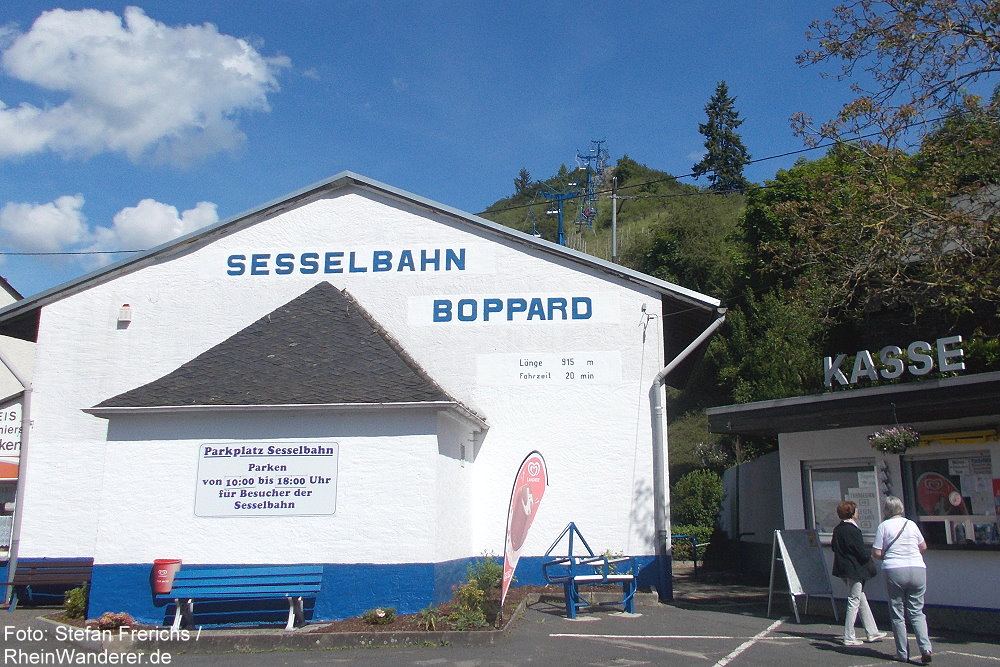 SESSELBAHN
BOPPARD
Länge 915 m
Fahrzeit 20 min
KASSE
EIS
Parkplatz Sesselbahn
Parken
von 10:00 bis 18:00 Uhr
für Besucher der
Sesselbahn
Foto: Stefan Frerichs /
RheinWanderer.de